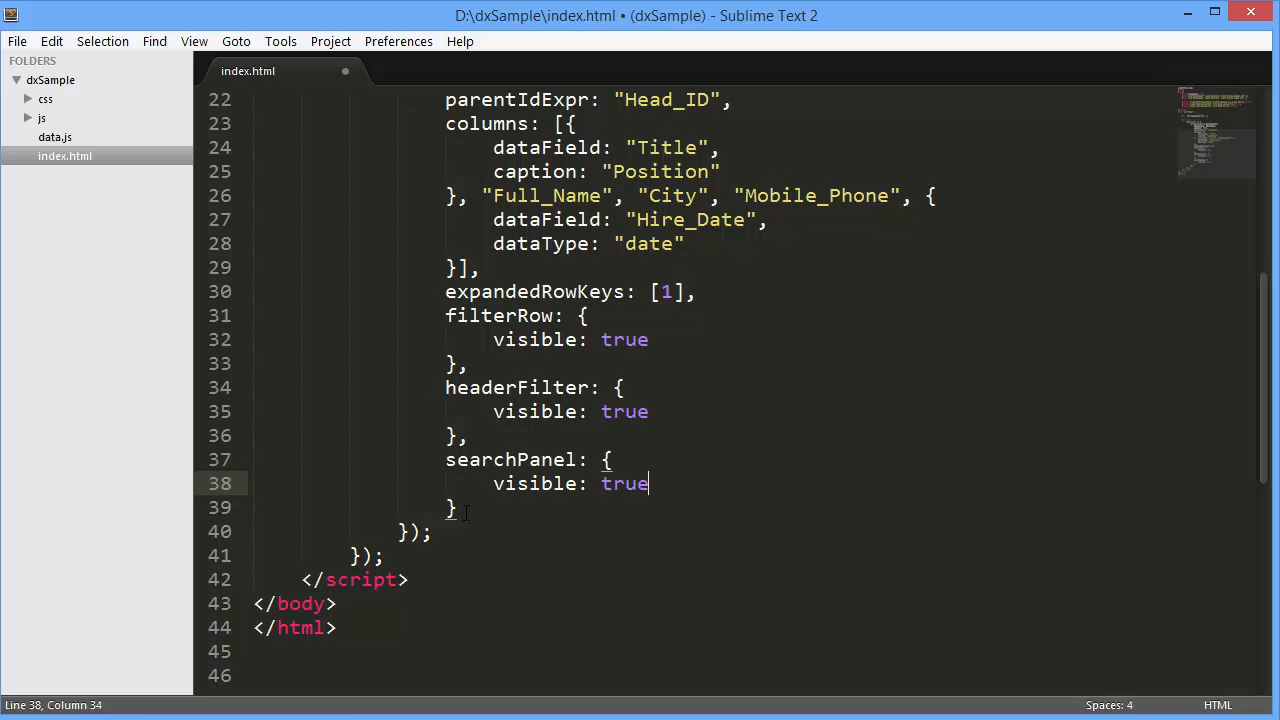 D:\dxSample\index.html • (dxSample) - Sublime Text 2
File Edit Selection Find View Goto Tools Project Preferences Help
FOLDERS
dxSample
css
js
data.js
index.html
index.html
22 parentIdExpr: "Head_ID",
23 columns: [{
24 dataField: "Title",
25 caption: "Position"
26 }, "Full_Name", "City", "Mobile_Phone", {
27 dataField: "Hire_Date",
28 dataType: "date"
29 }],
30 expandedRowKeys: [1],
31 filterRow: {
32 visible: true
33 },
34 headerFilter: {
35 visible: true
36 },
37 searchPanel: {
38 visible: true
39 }
40 });
41 });
42 </script>
43 </body>
44 </html>
45
46
Line 38, Column 34
Spaces: 4
HTML